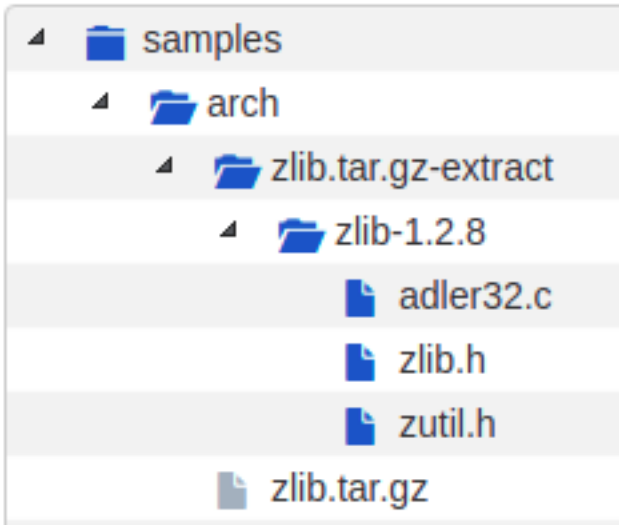 samples
arch
zlib.tar.gz-extract
zlib-1.2.8
adler32.c
zlib.h
zutil.h
zlib.tar.gz